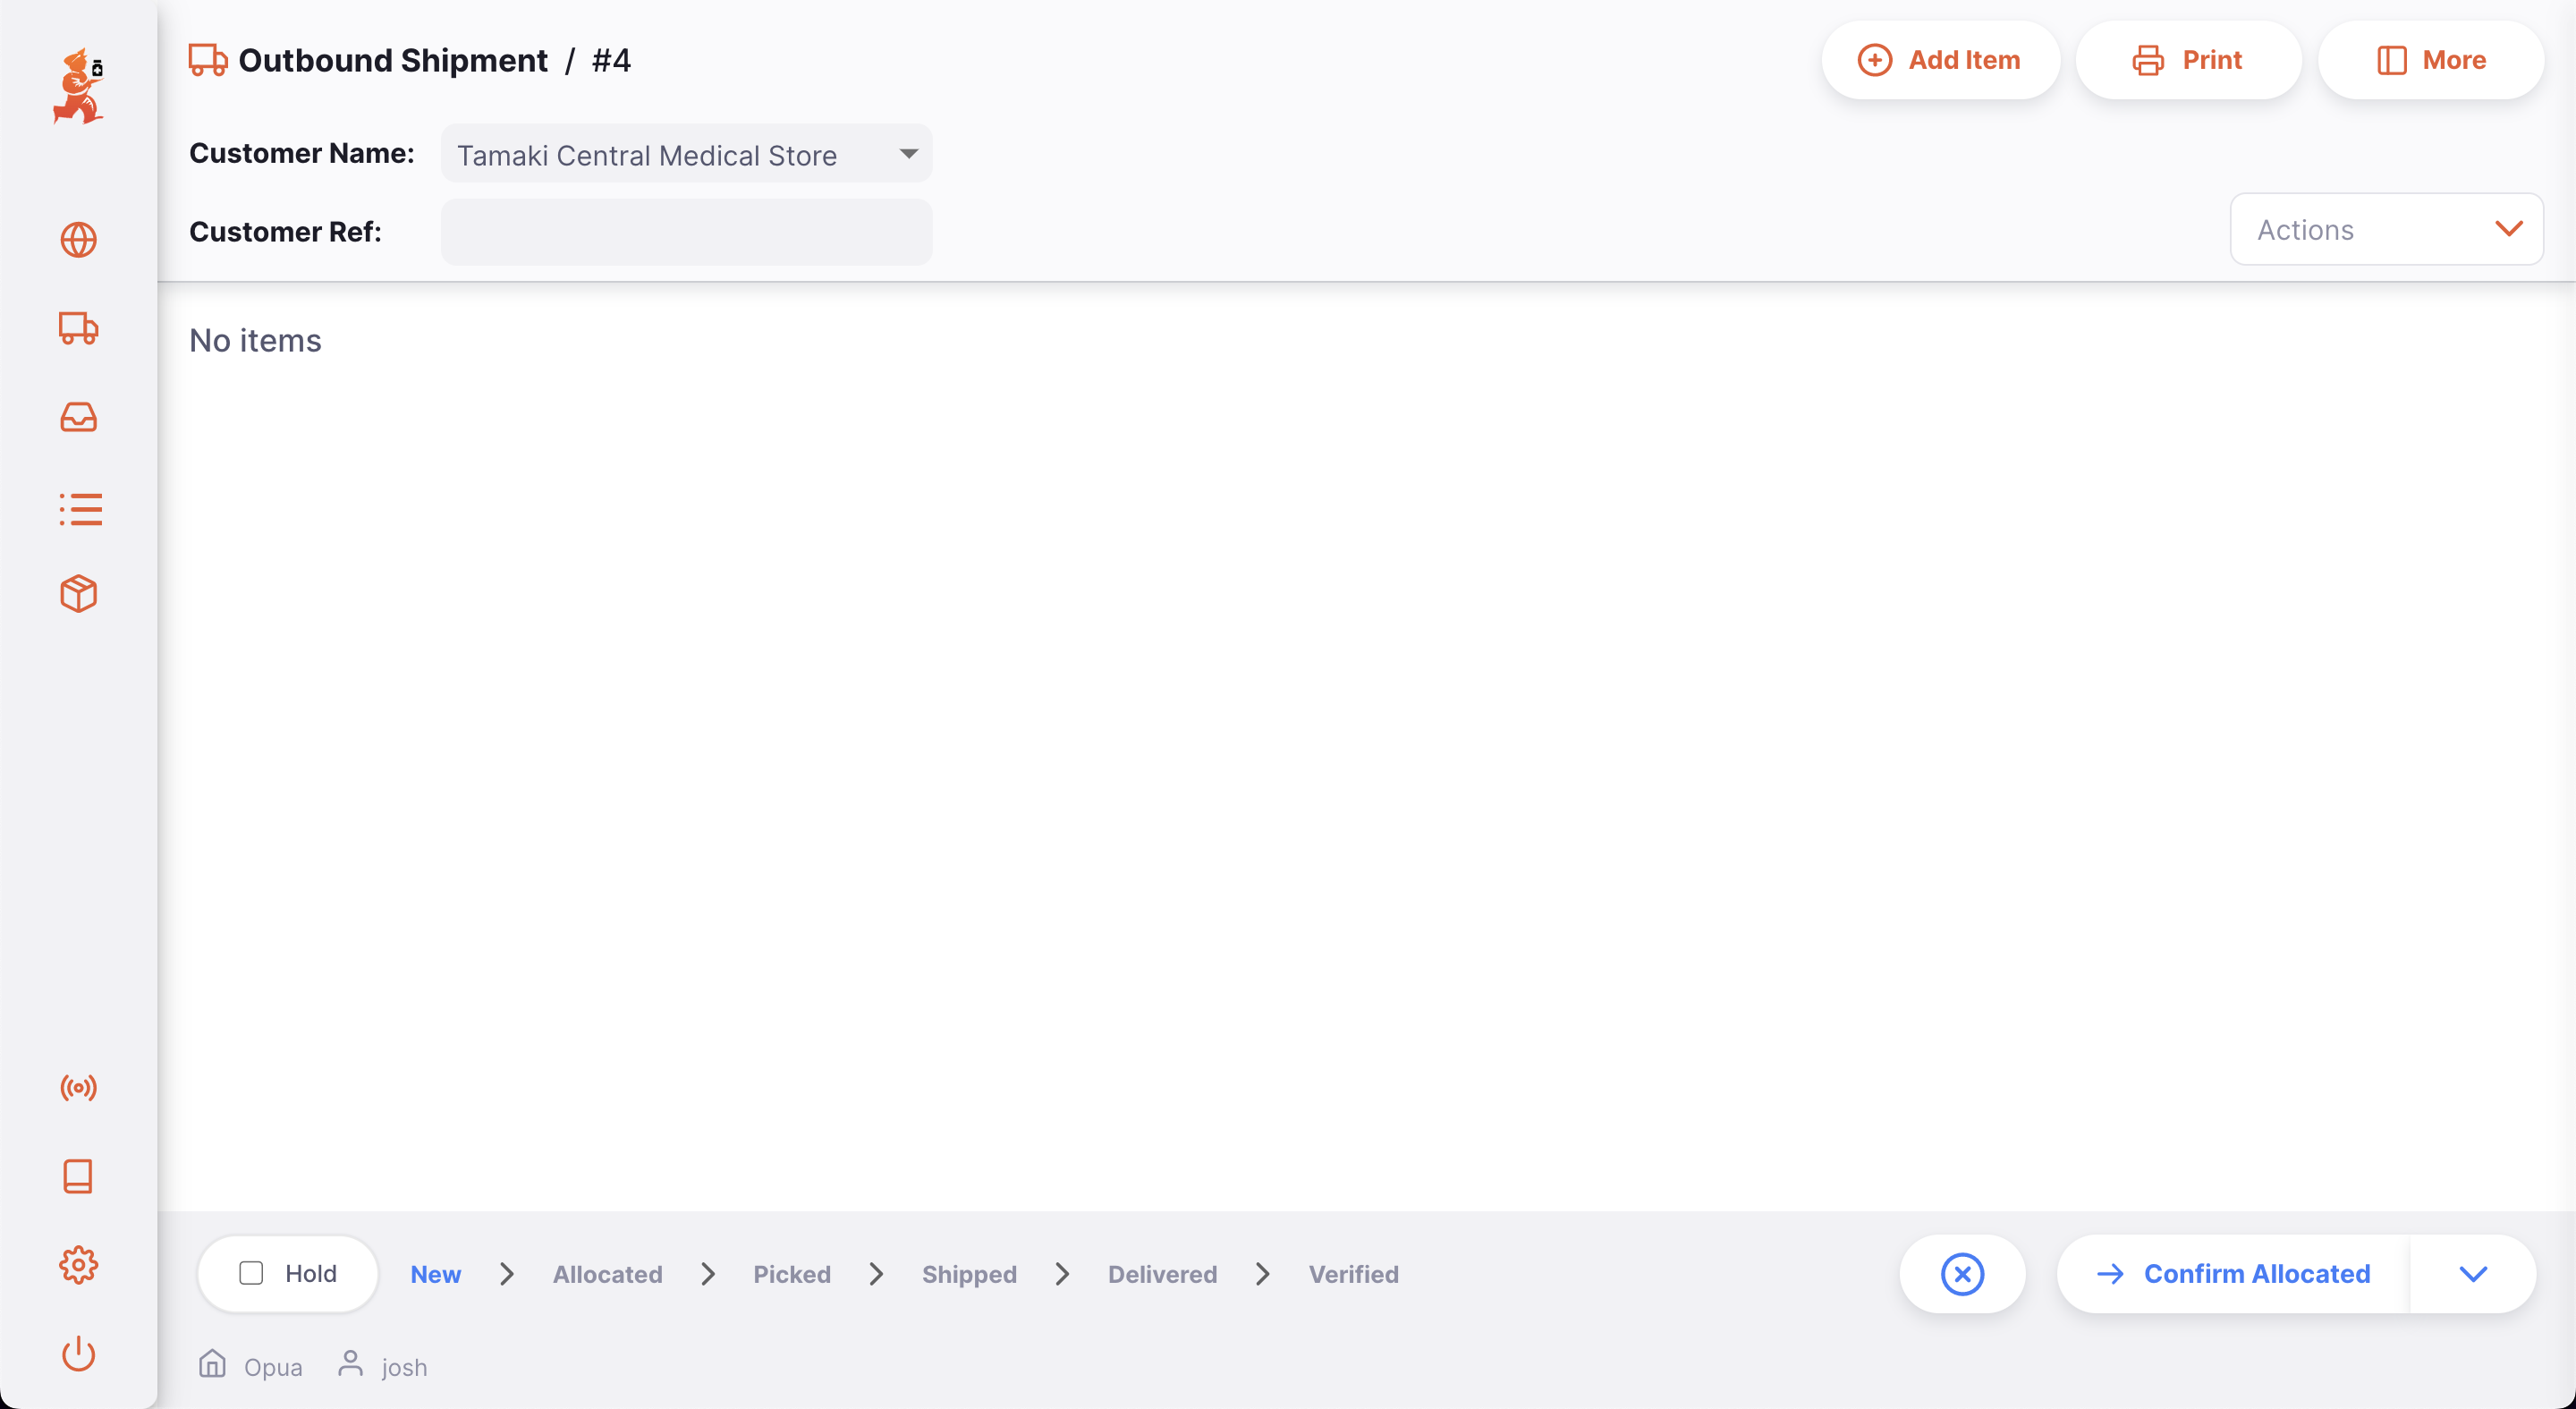 Outbound Shipment / #4
Add Item
Print
More
Customer Name: Tamaki Central Medical Store
Customer Ref:
Actions
No items
Hold
New > Allocated > Picked > Shipped > Delivered > Verified
Confirm Allocated
Opua josh